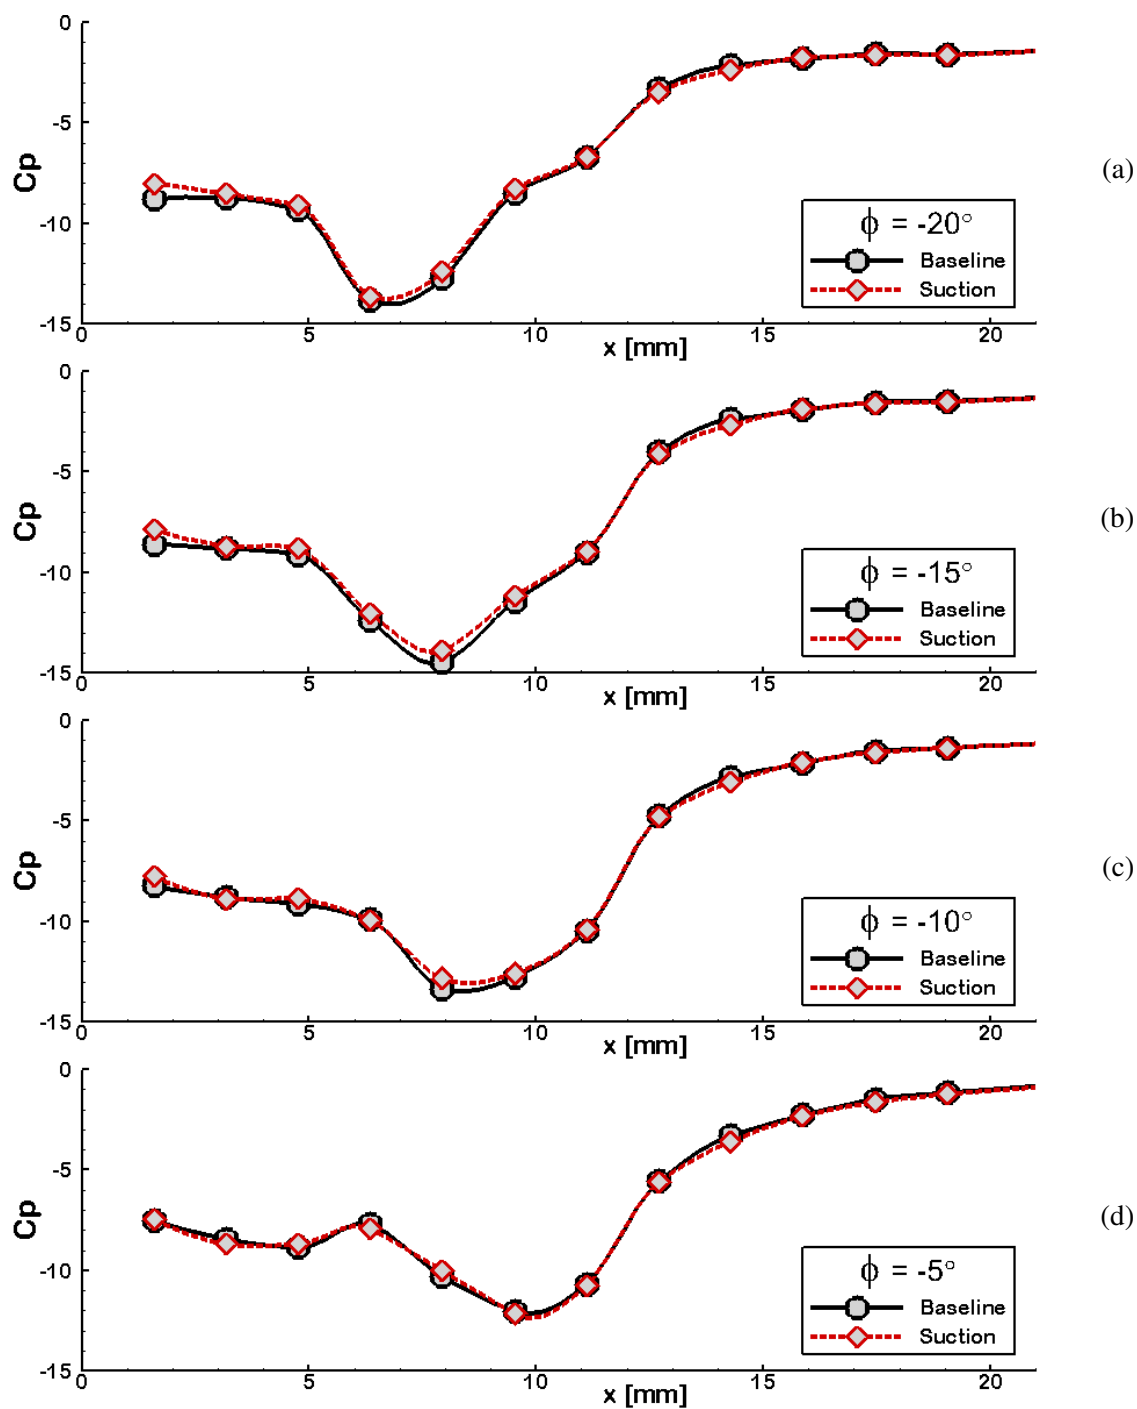 0
-5
-10
-15
Cp
0 5 10 15 20
x [mm]
ϕ = -20°
Baseline
Suction
(a)
0
-5
-10
-15
Cp
0 5 10 15 20
x [mm]
ϕ = -15°
Baseline
Suction
(b)
0
-5
-10
-15
Cp
0 5 10 15 20
x [mm]
ϕ = -10°
Baseline
Suction
(c)
0
-5
-10
-15
Cp
0 5 10 15 20
x [mm]
ϕ = -5°
Baseline
Suction
(d)